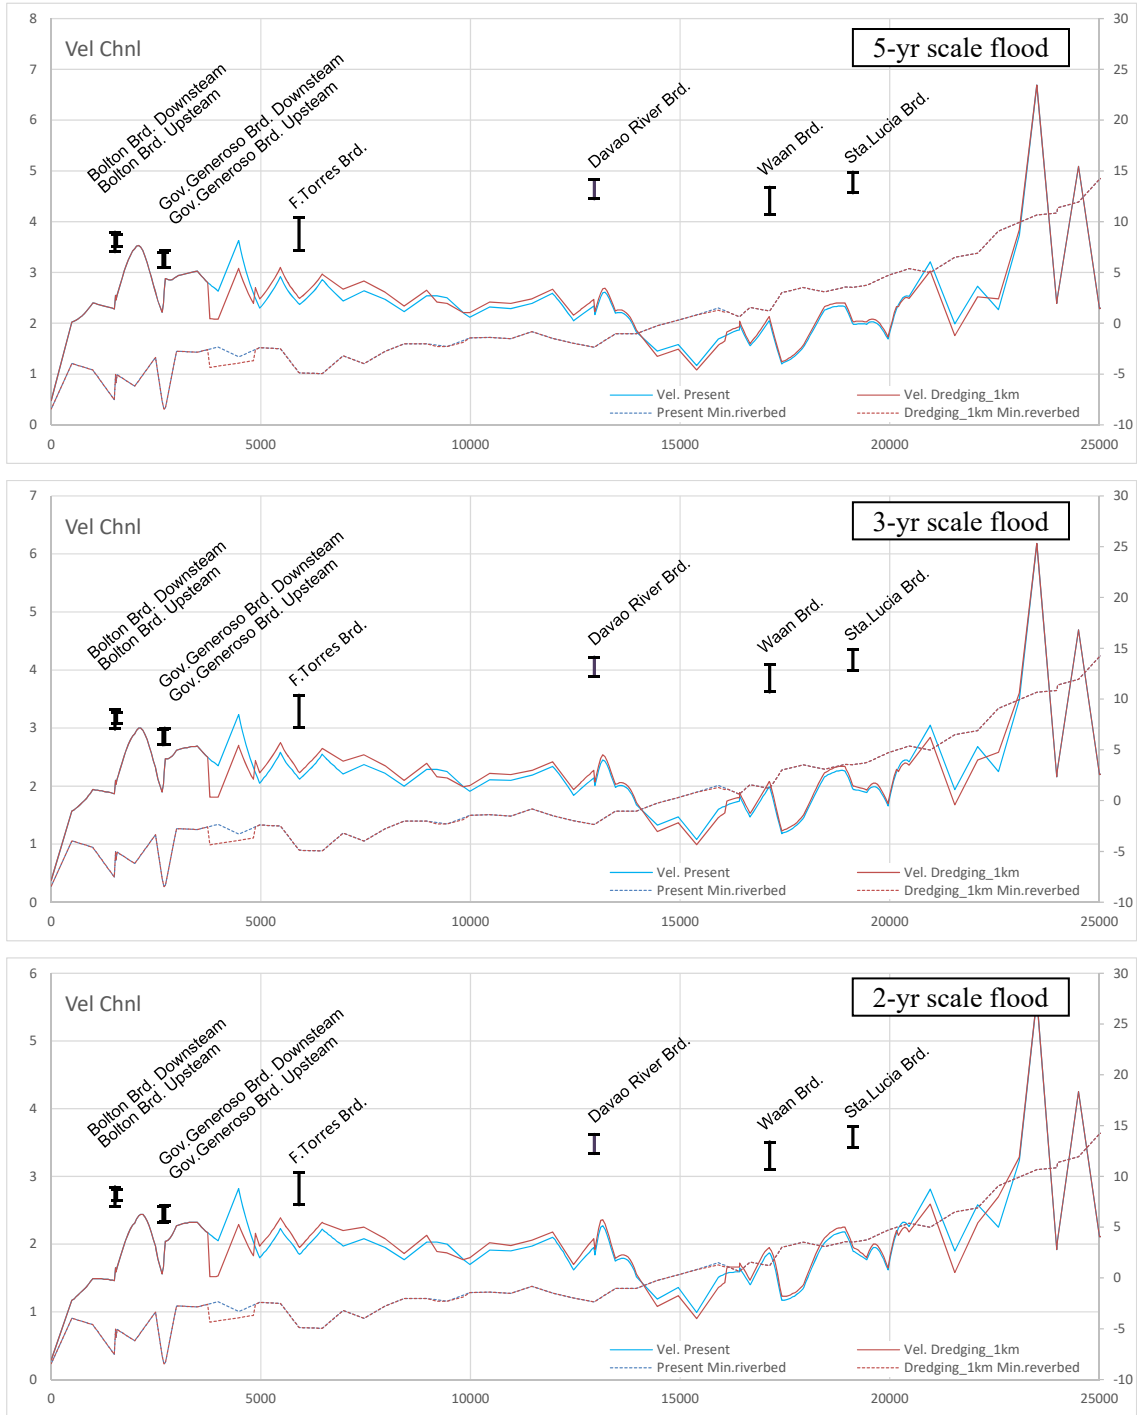 Vel Chnl
5-yr scale flood
Bolton Brd. Downsteam
Bolton Brd. Upsteam
Gov.Generoso Brd. Downsteam
Gov.Generoso Brd. Upsteam
F.Torres Brd.
Davao River Brd.
Waan Brd.
Sta.Lucia Brd.
8
7
6
5
4
3
2
1
0
30
25
20
15
10
5
0
-5
-10
Vel. Present
Vel. Dredging_1km
Present Min.riverbed
Dredging_1km Min.reverbed
0 5000 10000 15000 20000 25000
Vel Chnl
3-yr scale flood
Bolton Brd. Downsteam
Bolton Brd. Upsteam
Gov.Generoso Brd. Downsteam
Gov.Generoso Brd. Upsteam
F.Torres Brd.
Davao River Brd.
Waan Brd.
Sta.Lucia Brd.
7
6
5
4
3
2
1
0
30
25
20
15
10
5
0
-5
-10
Vel. Present
Vel. Dredging_1km
Present Min.riverbed
Dredging_1km Min.reverbed
0 5000 10000 15000 20000 25000
Vel Chnl
2-yr scale flood
Bolton Brd. Downsteam
Bolton Brd. Upsteam
Gov.Generoso Brd. Downsteam
Gov.Generoso Brd. Upsteam
F.Torres Brd.
Davao River Brd.
Waan Brd.
Sta.Lucia Brd.
6
5
4
3
2
1
0
30
25
20
15
10
5
0
-5
-10
Vel. Present
Vel. Dredging_1km
Present Min.riverbed
Dredging_1km Min.reverbed
0 5000 10000 15000 20000 25000